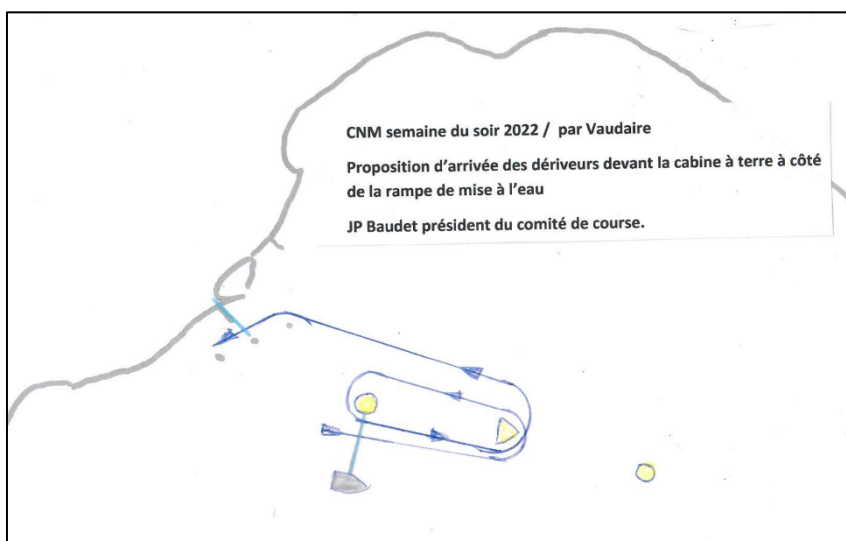 CNM semaine du soir 2022 / par Vaudaire
Proposition d'arrivée des dériveurs devant la cabine à terre à côté
de la rampe de mise à l'eau
JP Baudet président du comité de course.